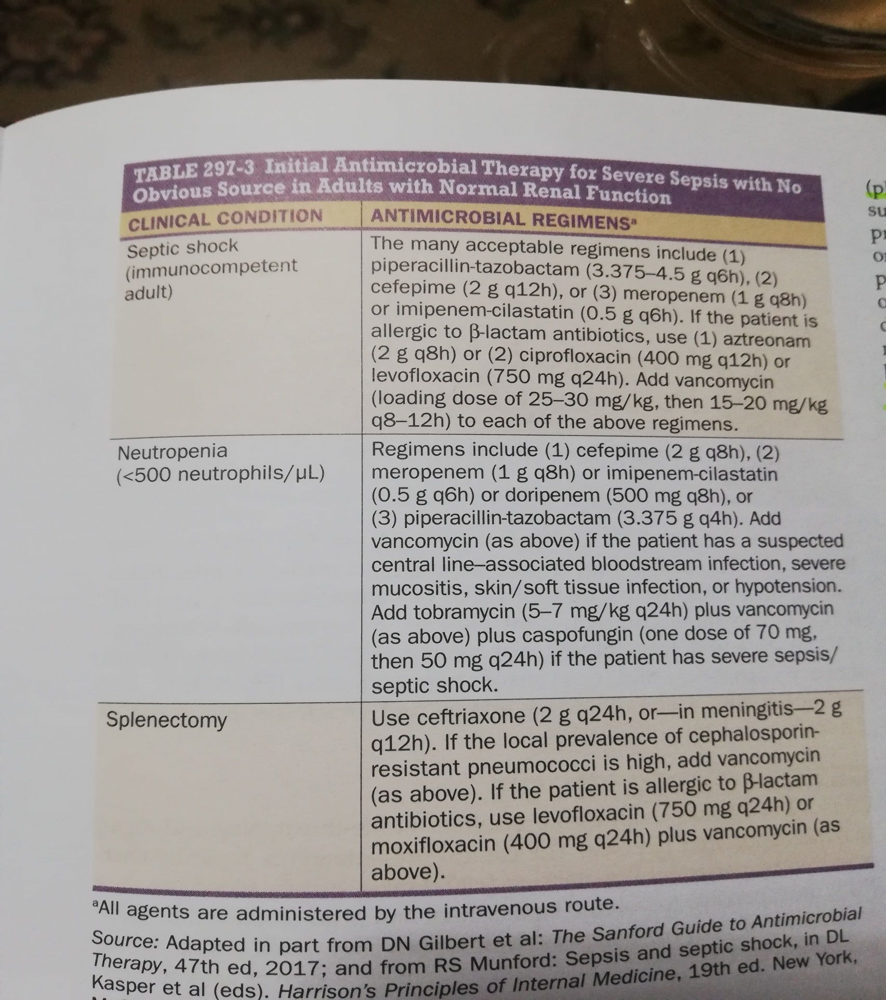 TABLE 297-3 Initial Antimicrobial Therapy for Severe Sepsis with No
Obvious Source in Adults with Normal Renal Function
CLINICAL CONDITION
ANTIMICROBIAL REGIMENSª
Septic shock
(immunocompetent
adult)
The many acceptable regimens include (1)
piperacillin-tazobactam (3.375–4.5 g q6h), (2)
cefepime (2 g q12h), or (3) meropenem (1 g q8h)
or imipenem-cilastatin (0.5 g q6h). If the patient is
allergic to β-lactam antibiotics, use (1) aztreonam
(2 g q8h) or (2) ciprofloxacin (400 mg q12h) or
levofloxacin (750 mg q24h). Add vancomycin
(loading dose of 25–30 mg/kg, then 15–20 mg/kg
q8–12h) to each of the above regimens.
Neutropenia
(<500 neutrophils/μL)
Regimens include (1) cefepime (2 g q8h), (2)
meropenem (1 g q8h) or imipenem-cilastatin
(0.5 g q6h) or doripenem (500 mg q8h), or
(3) piperacillin-tazobactam (3.375 g q4h). Add
vancomycin (as above) if the patient has a suspected
central line–associated bloodstream infection, severe
mucositis, skin/soft tissue infection, or hypotension.
Add tobramycin (5–7 mg/kg q24h) plus vancomycin
(as above) plus caspofungin (one dose of 70 mg,
then 50 mg q24h) if the patient has severe sepsis/
septic shock.
Splenectomy
Use ceftriaxone (2 g q24h, or—in meningitis—2 g
q12h). If the local prevalence of cephalosporin-
resistant pneumococci is high, add vancomycin
(as above). If the patient is allergic to β-lactam
antibiotics, use levofloxacin (750 mg q24h) or
moxifloxacin (400 mg q24h) plus vancomycin (as
above).
ªAll agents are administered by the intravenous route.
Source: Adapted in part from DN Gilbert et al: The Sanford Guide to Antimicrobial
Therapy, 47th ed, 2017; and from RS Munford: Sepsis and septic shock, in DL
Kasper et al (eds). Harrison's Principles of Internal Medicine, 19th ed. New York,